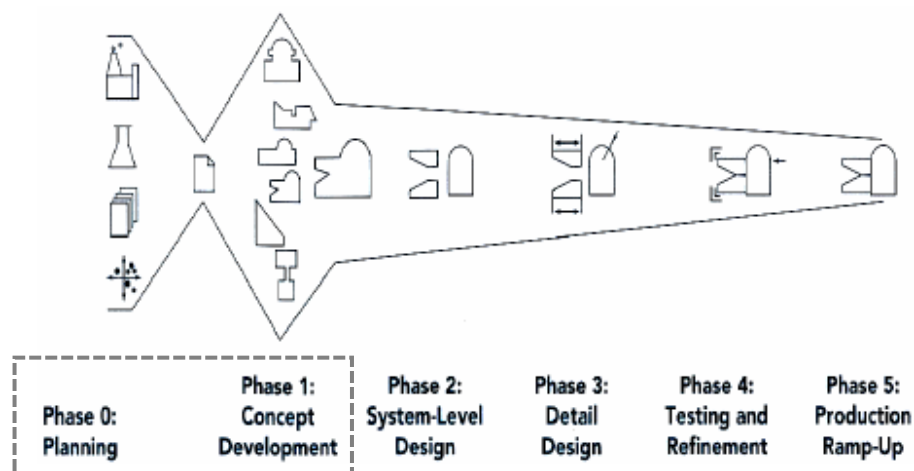 Phase 0:
Planning
Phase 1:
Concept
Development
Phase 2:
System-Level
Design
Phase 3:
Detail
Design
Phase 4:
Testing and
Refinement
Phase 5:
Production
Ramp-Up